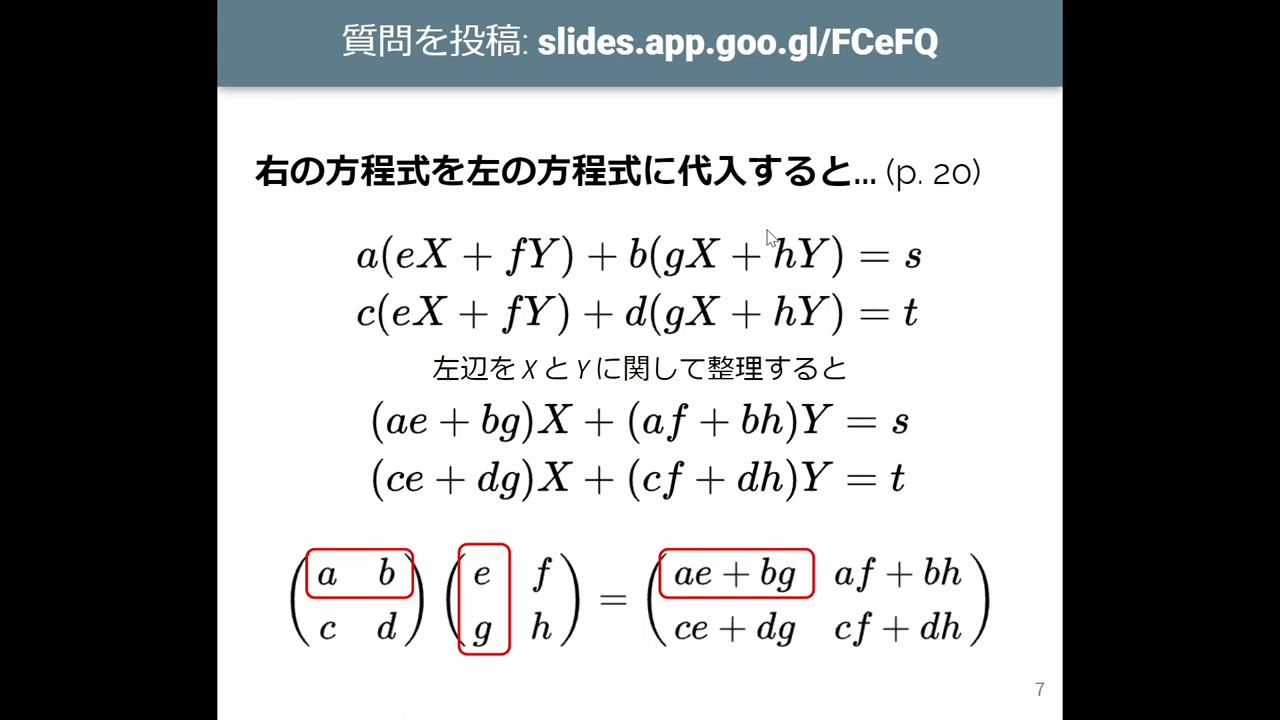 質問を投稿: slides.app.goo.gl/FCeFQ
右の方程式を左の方程式に代入すると... (p. 20)
a(eX + fY) + b(gX + hY) = s
c(eX + fY) + d(gX + hY) = t
左辺を X と Y に関して整理すると
(ae + bg)X + (af + bh)Y = s
(ce + dg)X + (cf + dh)Y = t
(a b) (e f) = (ae + bg af + bh)
(c d) (g h) (ce + dg cf + dh)
7